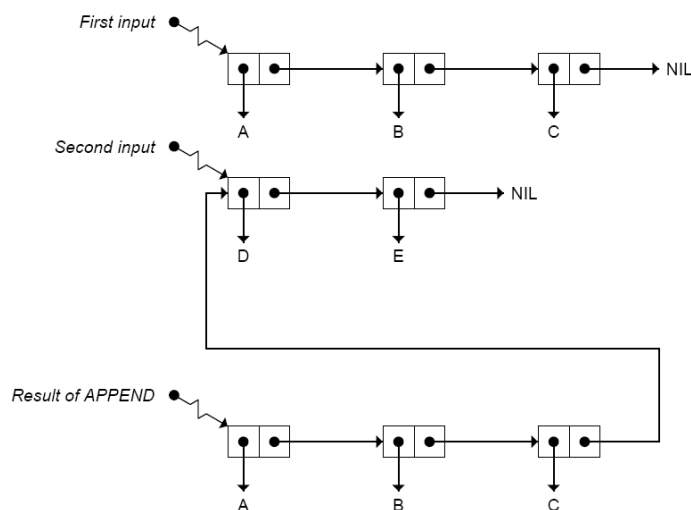 First input
NIL
A B C
Second input
NIL
D E
Result of APPEND
A B C